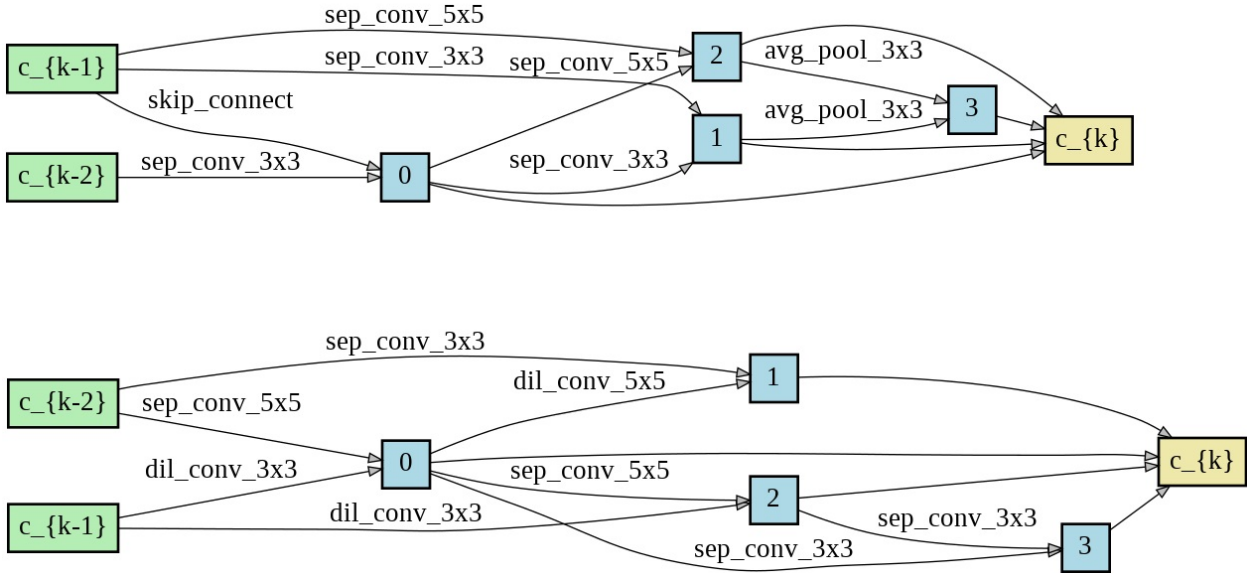 sep_conv_5x5
c_{k-1}
sep_conv_3x3
sep_conv_5x5
2
avg_pool_3x3
skip_connect
3
avg_pool_3x3
1
c_{k}
c_{k-2}
sep_conv_3x3
0
sep_conv_3x3
sep_conv_3x3
1
dil_conv_5x5
c_{k-2}
sep_conv_5x5
0
c_{k}
dil_conv_3x3
sep_conv_5x5
2
c_{k-1}
dil_conv_3x3
sep_conv_3x3
3
sep_conv_3x3